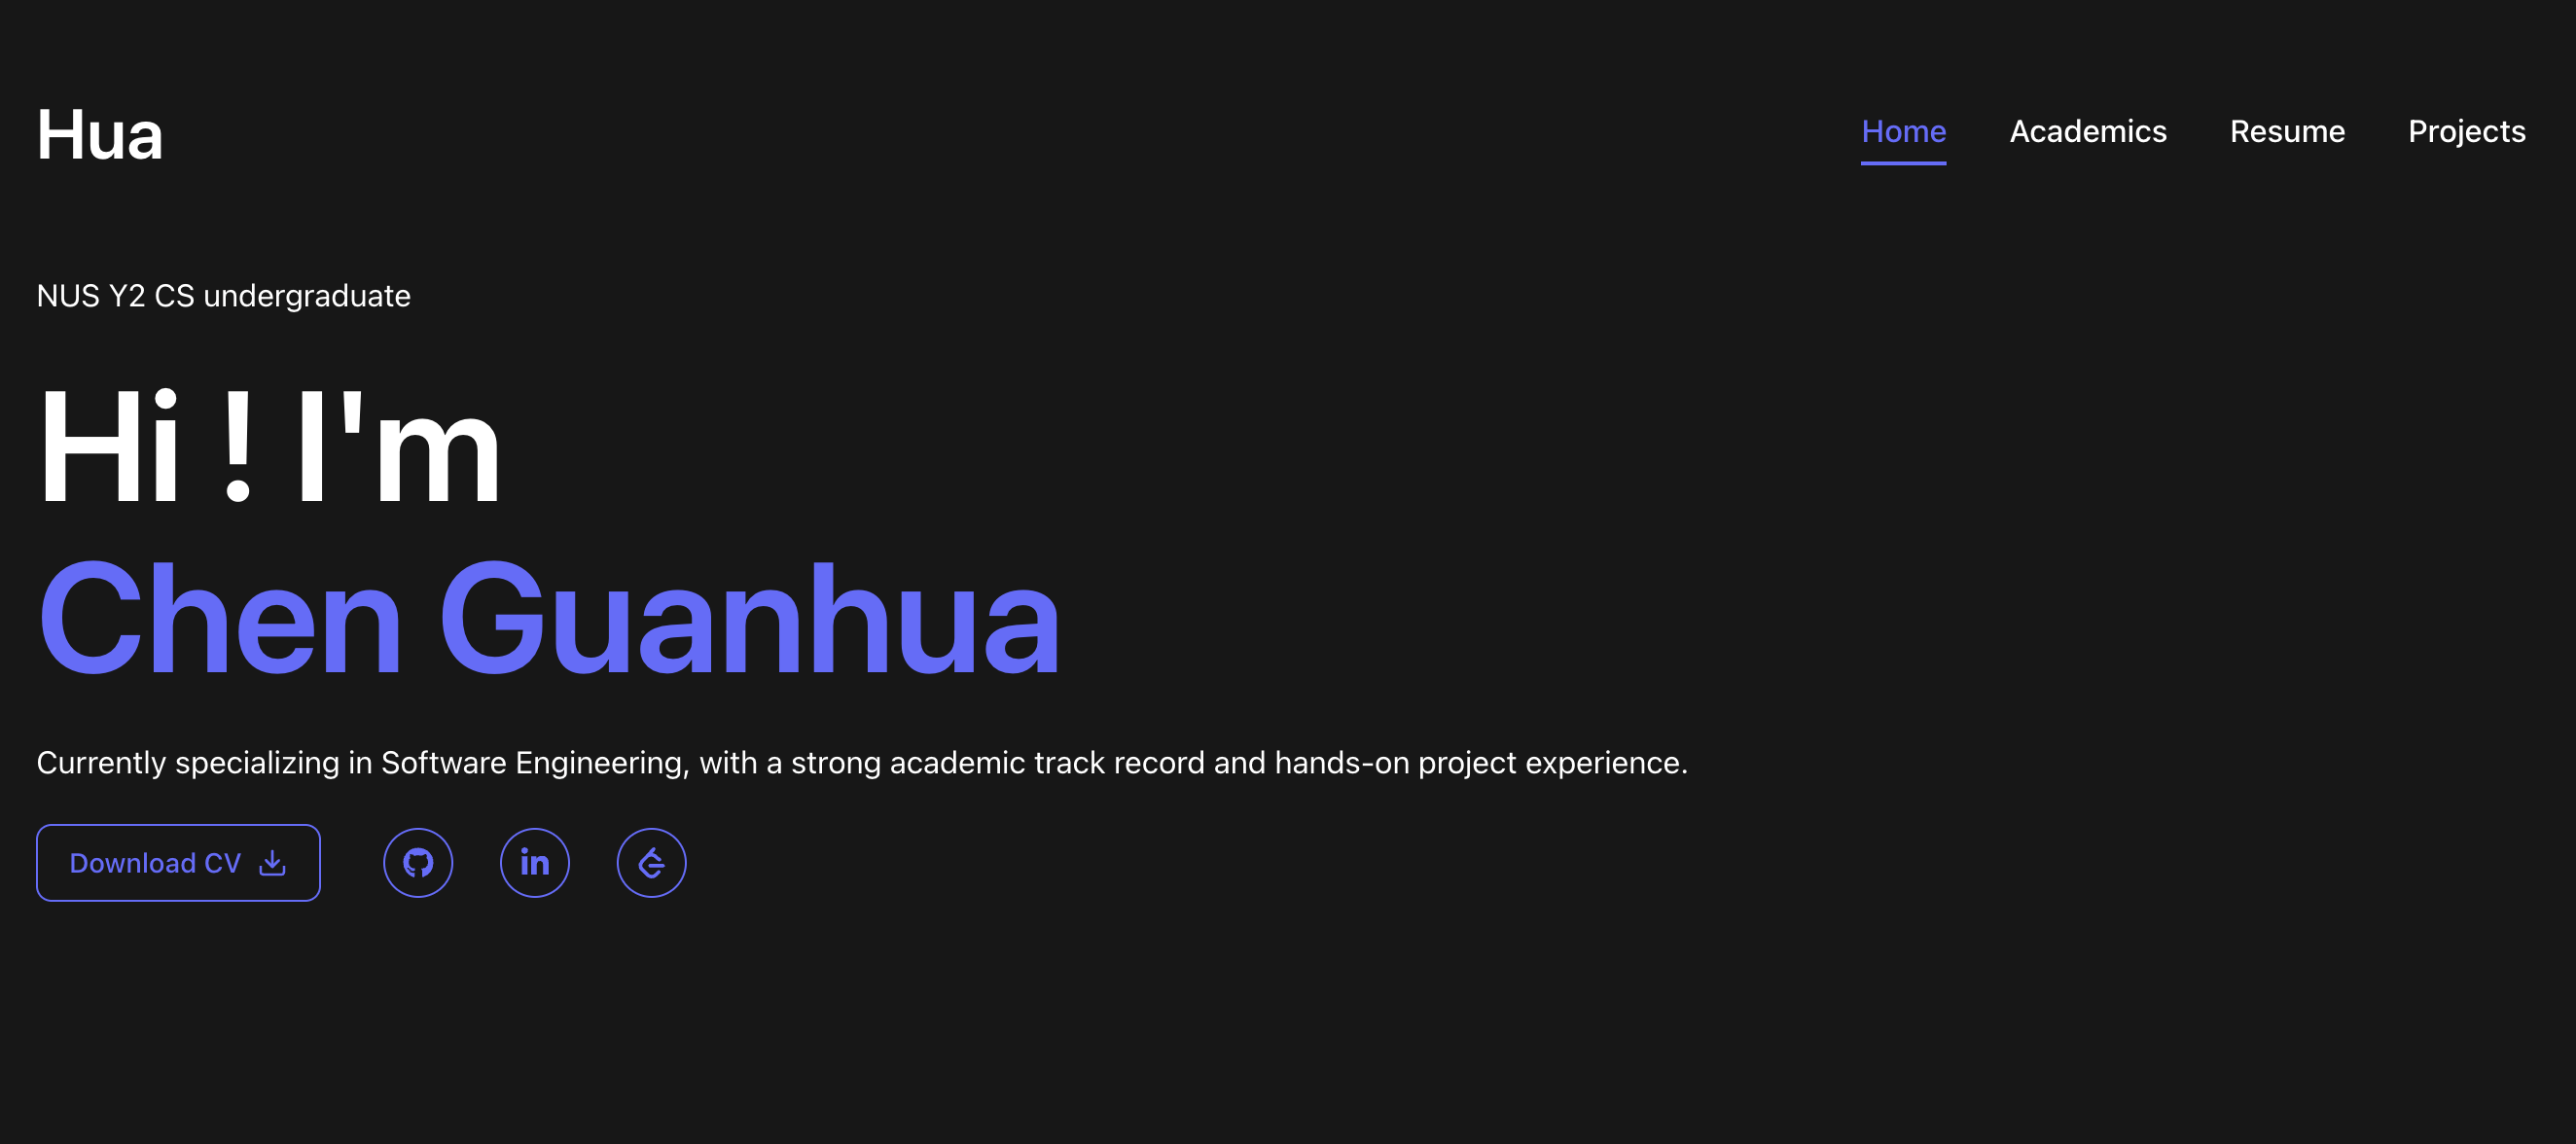 Hua
Home Academics Resume Projects
NUS Y2 CS undergraduate
Hi ! I'm
Chen Guanhua
Currently specializing in Software Engineering, with a strong academic track record and hands-on project experience.
Download CV
in